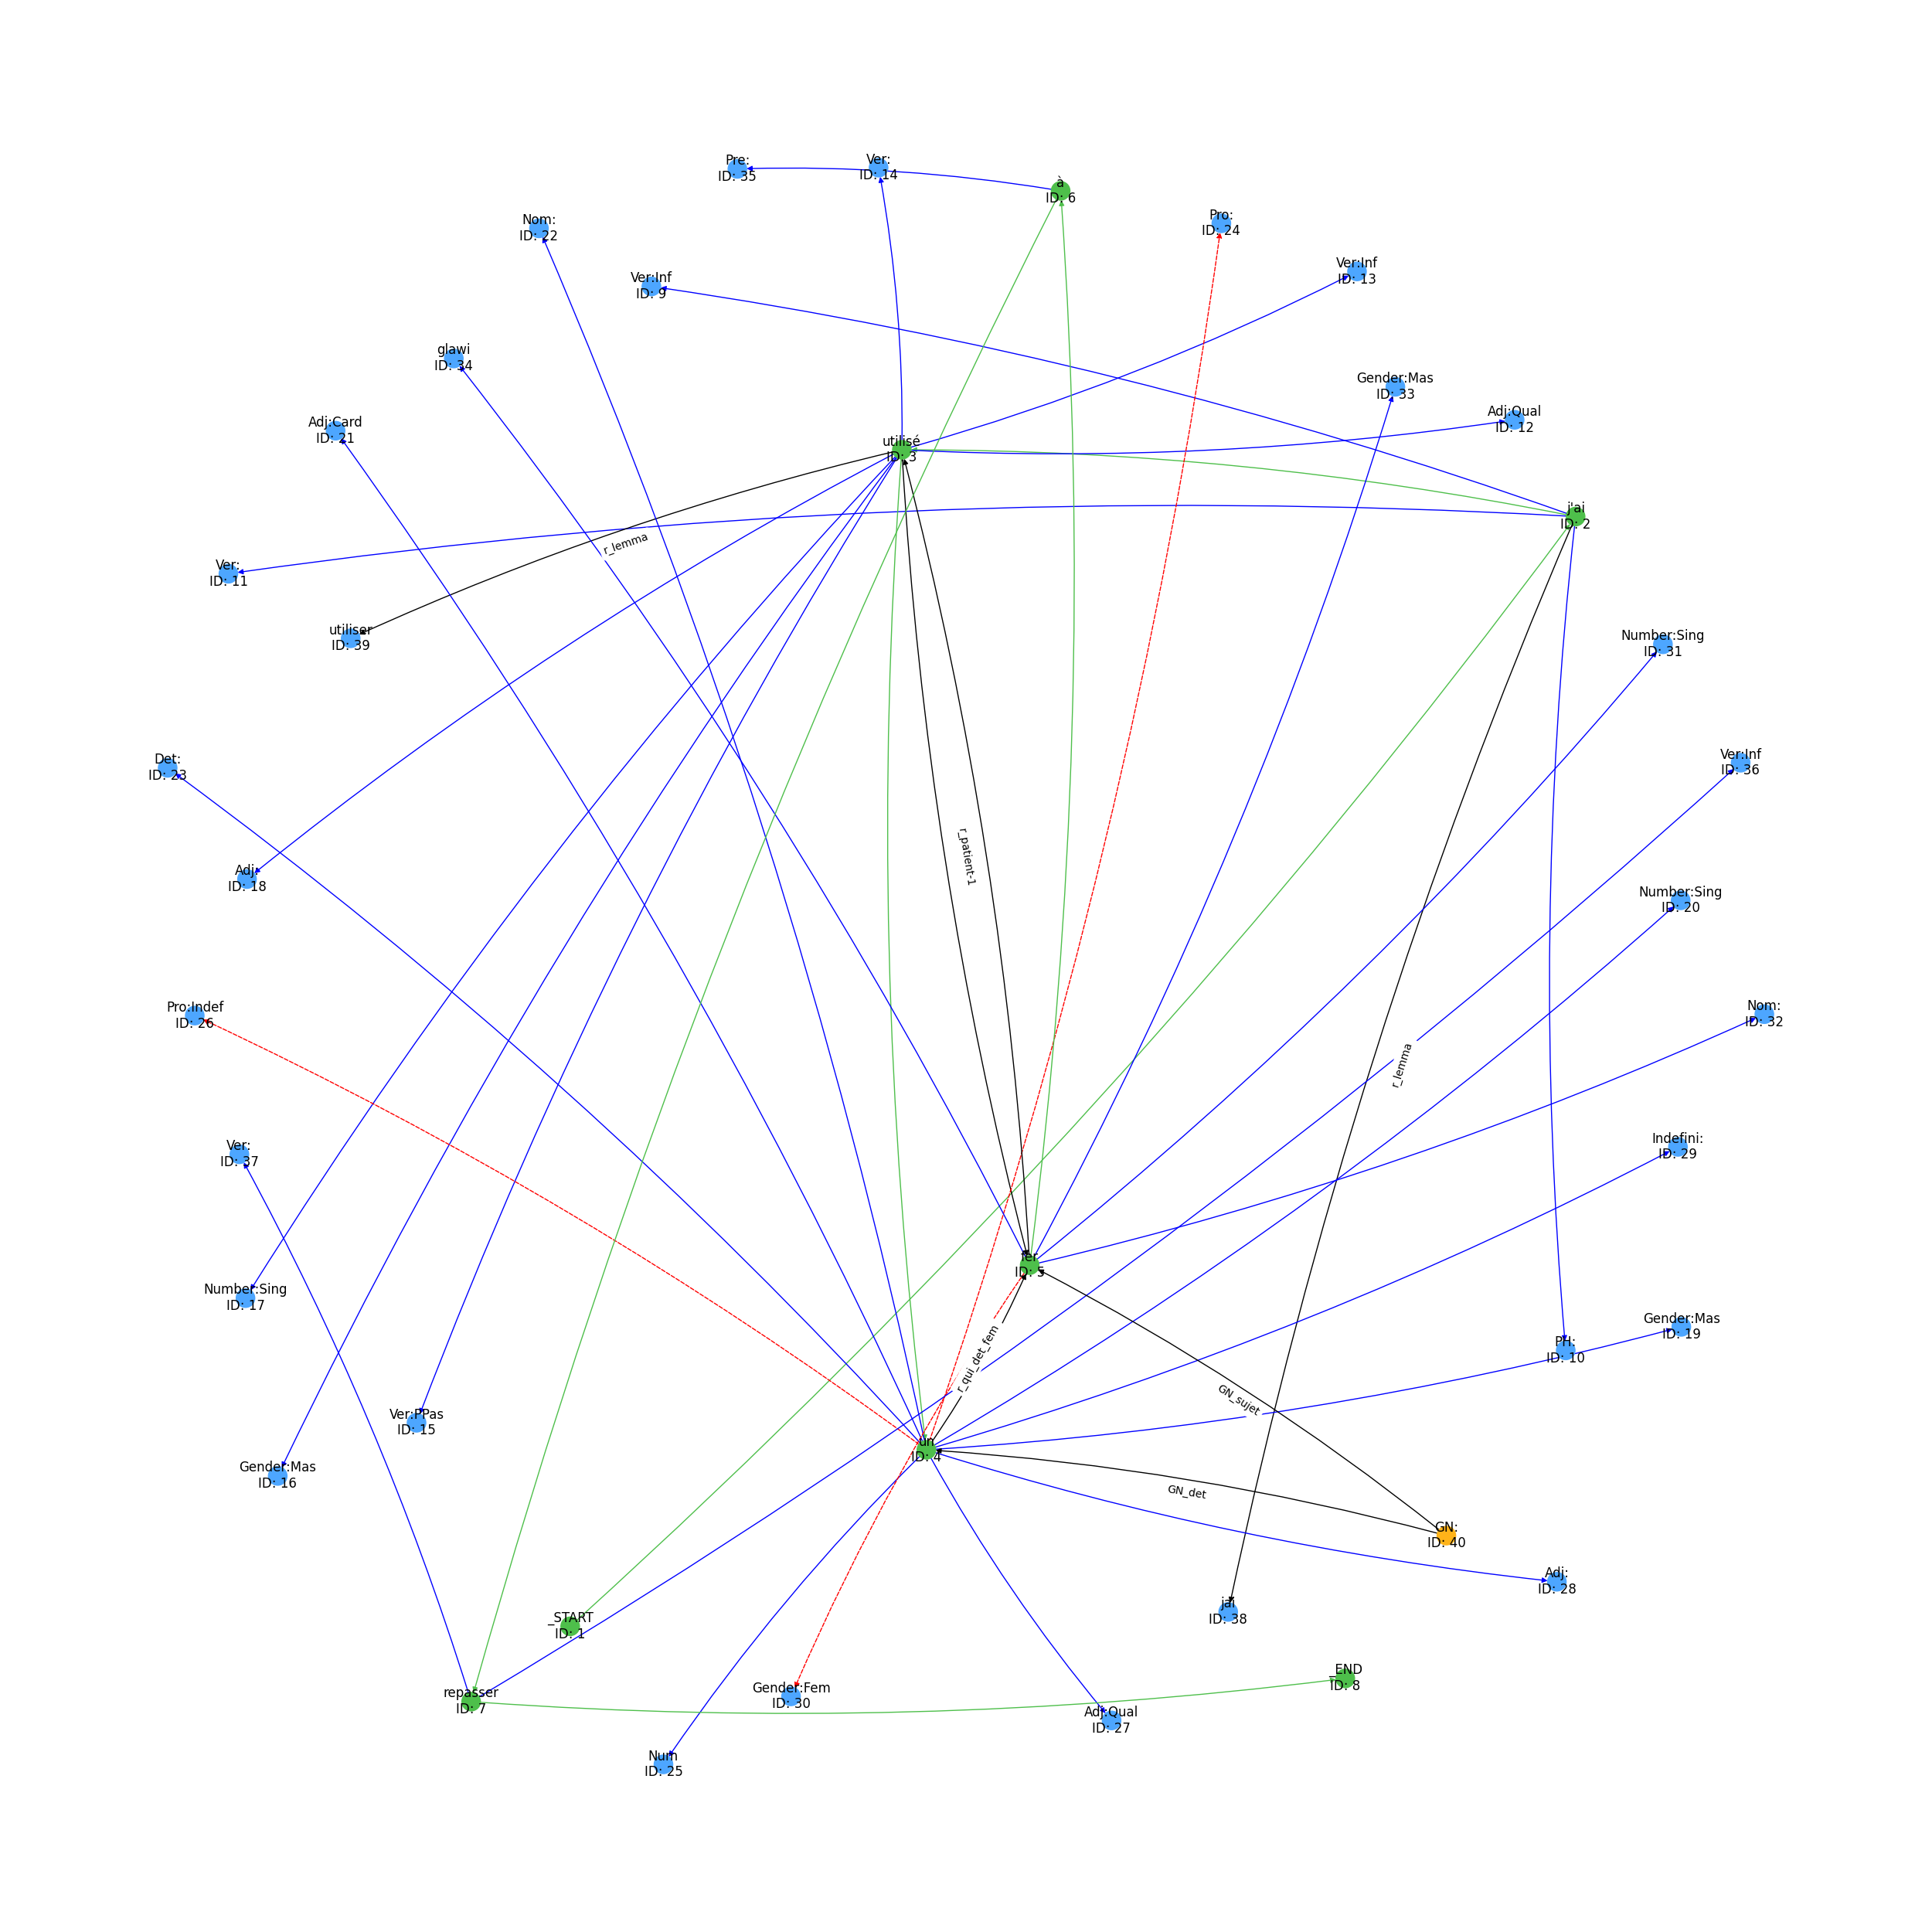 Pre:
ID: 35
Ver:
ID: 14
à
ID: 6
Nom:
ID: 22
Pro:
ID: 24
Ver:Inf
ID: 9
Ver:Inf
ID: 13
glawi
ID: 34
Gender:Mas
ID: 33
Adj:Card
ID: 21
Adj:Qual
ID: 12
utilisé
ID: 3
j'ai
ID: 2
r_lemma
Ver:
ID: 11
utiliser
ID: 39
Number:Sing
ID: 31
Det:
ID: 23
Ver:Inf
ID: 36
r_patient-1
Adj:
ID: 18
Number:Sing
ID: 20
Pro:Indef
ID: 26
Nom:
ID: 32
r_lemma
Ver:
ID: 37
Indefini:
ID: 29
fer
ID: 5
Number:Sing
ID: 17
Gender:Mas
ID: 19
PH:
ID: 10
r_qui_det_fem
GN_sujet
Ver:PPas
ID: 15
un
ID: 4
Gender:Mas
ID: 16
GN_det
GN:
ID: 40
Adj:
ID: 28
jai
ID: 38
_START
ID: 1
_END
ID: 8
repasser
ID: 7
Gender:Fem
ID: 30
Adj:Qual
ID: 27
Num
ID: 25